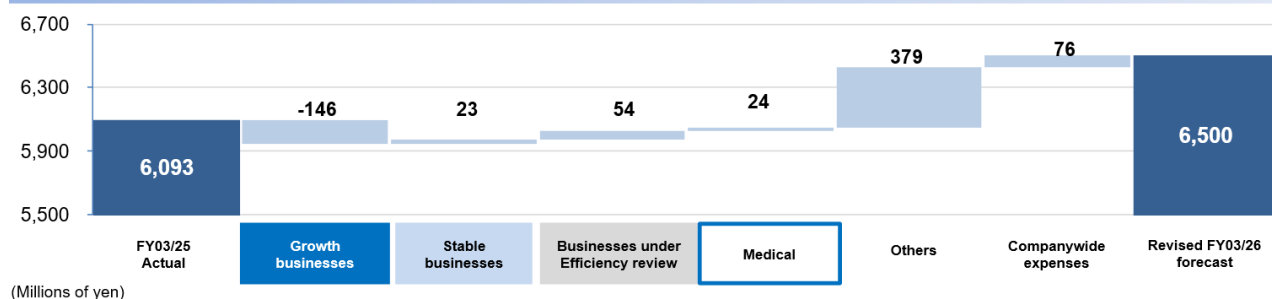 6,700
6,300
5,900
5,500
6,093
-146
23
54
24
379
76
6,500
FY03/25
Actual
Growth
businesses
Stable
businesses
Businesses under
Efficiency review
Medical
Others
Companywide
expenses
Revised FY03/26
forecast
(Millions of yen)